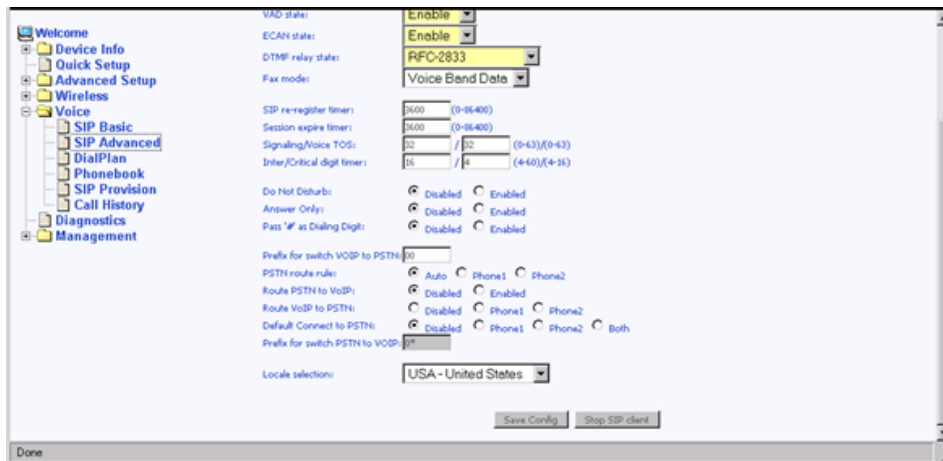 Welcome
Device Info
Quick Setup
Advanced Setup
Wireless
Voice
SIP Basic
SIP Advanced
DialPlan
Phonebook
SIP Provision
Call History
Diagnostics
Management
VAD state: Enable
ECAN state: Enable
DTMF relay state: RFC-2833
Fax mode: Voice Band Data
SIP re-register timer: 3600 (0-86400)
Session expire timer: 3600 (0-86400)
Signaling/Voice TOS: 32 / 32 (0-63)/(0-63)
Inter/Critical digit timer: 16 / 4 (4-60)/(4-16)
Do Not Disturb: Disabled Enabled
Answer Only: Disabled Enabled
Pass '#' as Dialing Digit: Disabled Enabled
Prefix for switch VOIP to PSTN: 00
PSTN route rule: Auto Phone1 Phone2
Route PSTN to VoIP: Disabled Enabled
Route VoIP to PSTN: Disabled Phone1 Phone2
Default Connect to PSTN: Disabled Phone1 Phone2 Both
Prefix for switch PSTN to VOIP: 0*
Locale selection: USA - United States
Save Config Stop SIP client
Done